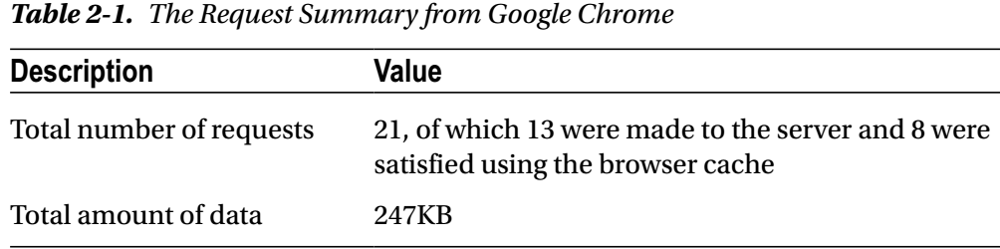 Table 2-1. The Request Summary from Google Chrome
Description Value
Total number of requests 21, of which 13 were made to the server and 8 were
satisfied using the browser cache
Total amount of data 247KB